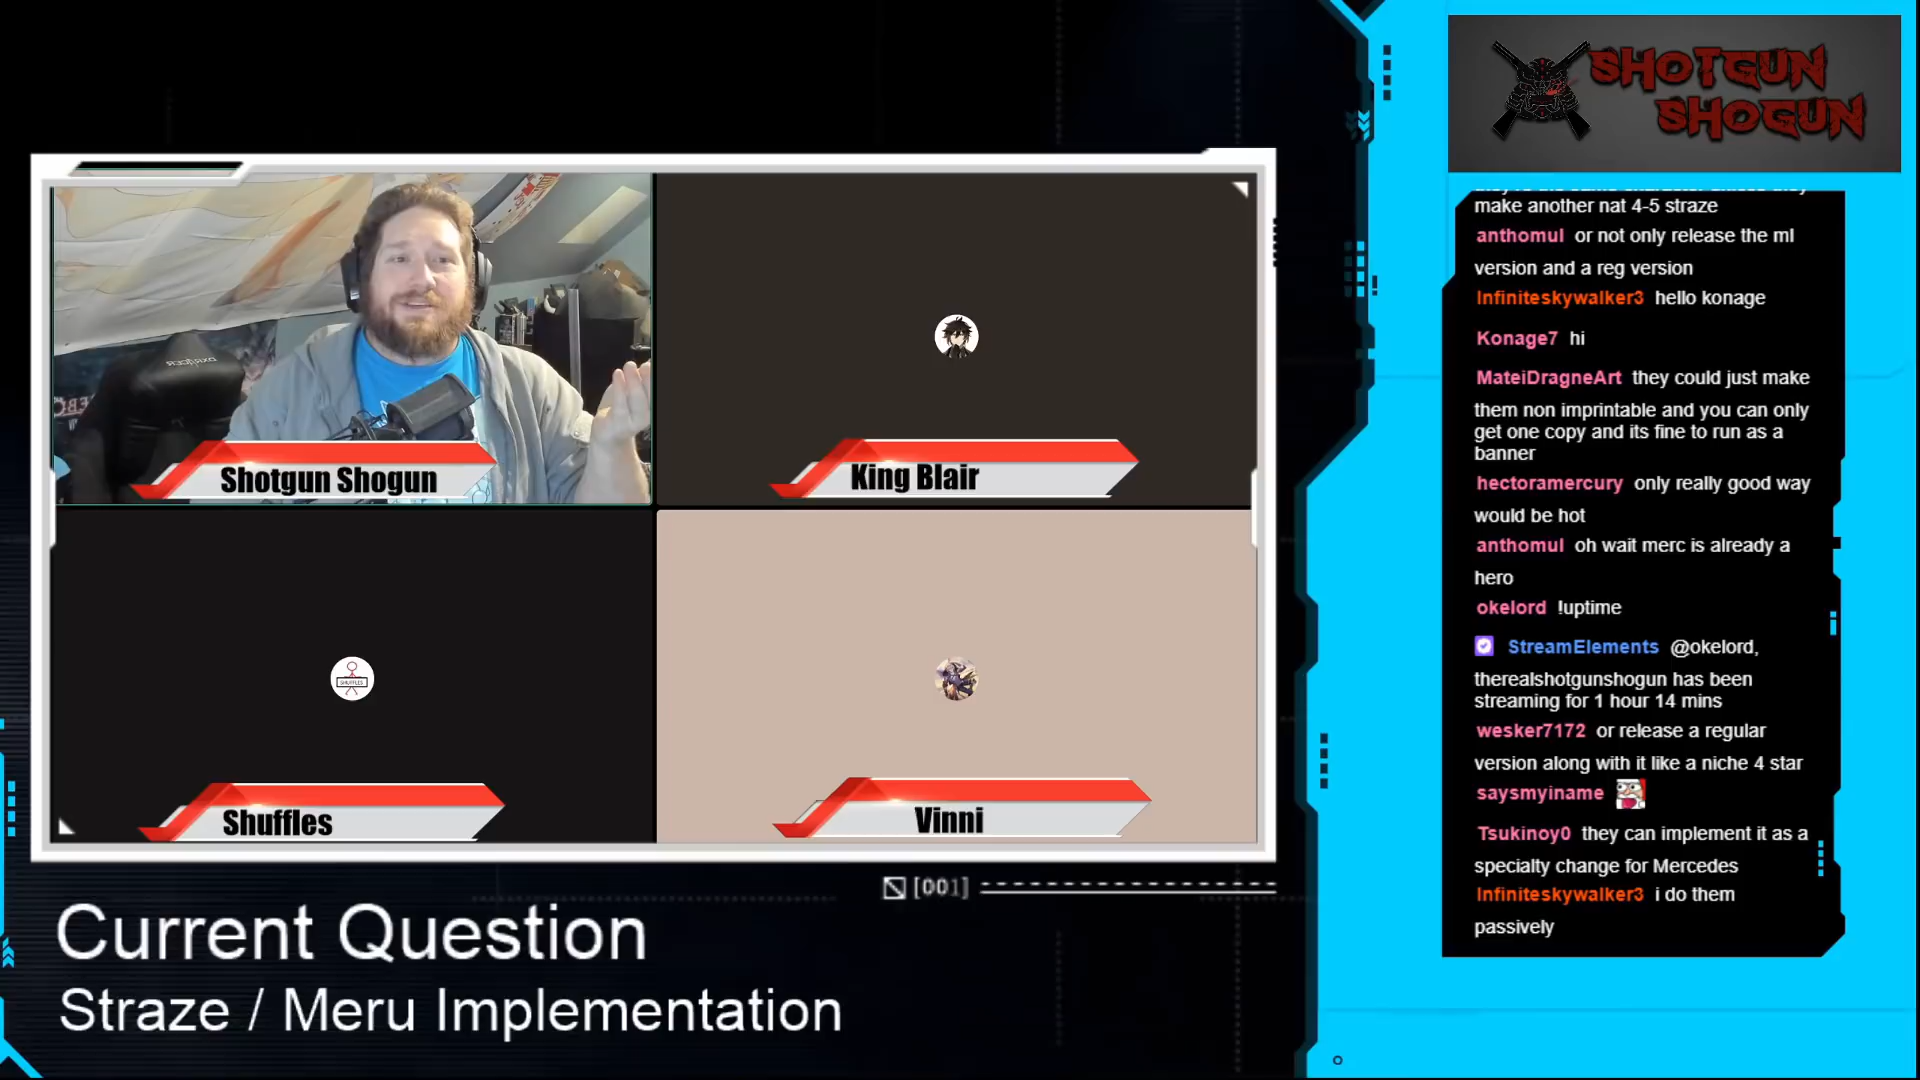 SHOTGUN
SHOGUN
make another nat 4-5 straze
anthomul or not only release the ml
version and a reg version
Infiniteskywalker3 hello konage
Konage7 hi
MateiDragneArt they could just make
them non imprintable and you can only
get one copy and its fine to run as a
banner
hectoramercury only really good way
would be hot
anthomul oh wait merc is already a
hero
okelord !uptime
StreamElements @okelord,
therealshotgunshogun has been
streaming for 1 hour 14 mins
wesker7172 or release a regular
version along with it like a niche 4 star
saysmyiname
Tsukinoy0 they can implement it as a
specialty change for Mercedes
Infiniteskywalker3 i do them
passively
Shotgun Shogun
King Blair
SHUFFLES
Shuffles
Vinni
[001]
Current Question
Straze / Meru Implementation